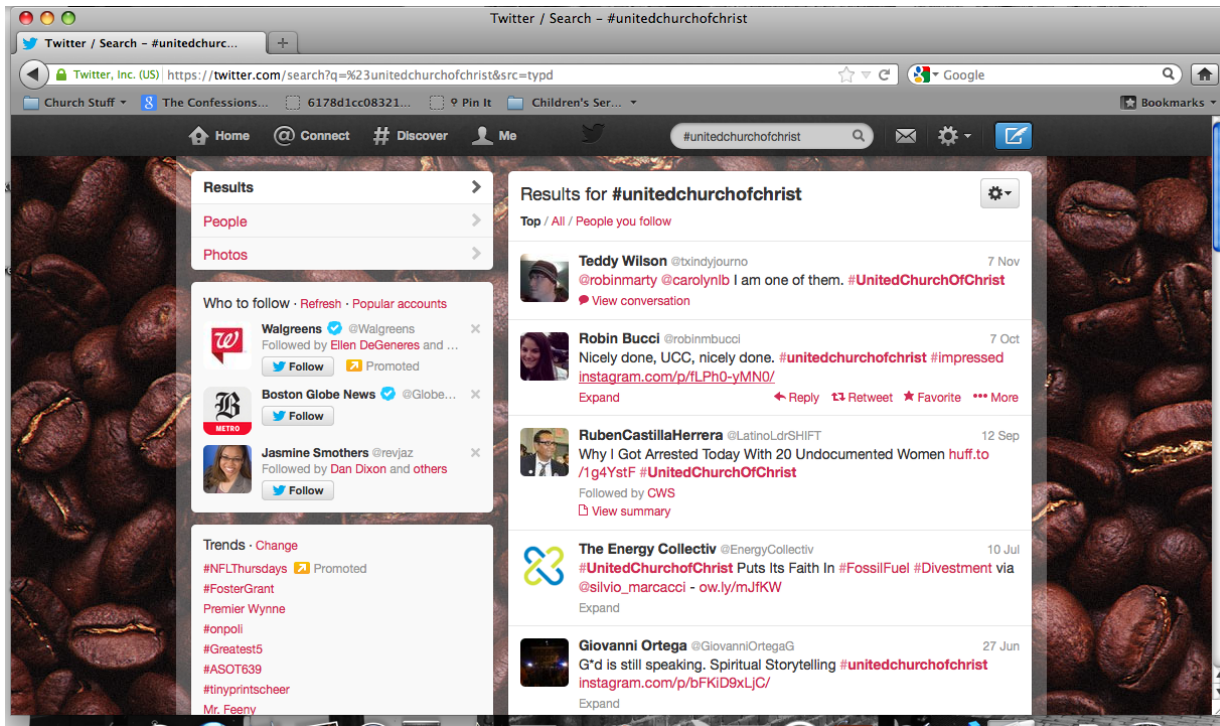 Twitter / Search – #unitedchurchofchrist
Twitter / Search – #unitedchurc...
Twitter, Inc. (US) https://twitter.com/search?q=%23unitedchurchofchrist&src=typd
Google
Church Stuff
The Confessions...
6178d1cc08321...
Pin It
Children's Ser...
Bookmarks
Home
Connect
Discover
Me
#unitedchurchofchrist
Results
People
Photos
Who to follow · Refresh · Popular accounts
Walgreens @Walgreens
Followed by Ellen DeGeneres and ...
Follow Promoted
Boston Globe News @Globe...
METRO
Follow
Jasmine Smothers @revjaz
Followed by Dan Dixon and others
Follow
Trends · Change
#NFLThursdays Promoted
#FosterGrant
Premier Wynne
#onpoli
#Greatest5
#ASOT639
#tinyprintscheer
Mr. Feeny
Results for #unitedchurchofchrist
Top / All / People you follow
Teddy Wilson @txindyjourno 7 Nov
@robinmarty @carolynlb I am one of them. #UnitedChurchOfChrist
View conversation
Robin Bucci @robinmbucci 7 Oct
Nicely done, UCC, nicely done. #unitedchurchofchrist #impressed
instagram.com/p/fLPh0-yMN0/
Expand Reply Retweet Favorite More
RubenCastillaHerrera @LatinoLdrSHIFT 12 Sep
Why I Got Arrested Today With 20 Undocumented Women huff.to
/1g4YstF #UnitedChurchOfChrist
Followed by CWS
View summary
The Energy Collectiv @EnergyCollectiv 10 Jul
#UnitedChurchofChrist Puts Its Faith In #FossilFuel #Divestment via
@silvio_marcacci - ow.ly/mJfKW
Expand
Giovanni Ortega @GiovanniOrtegaG 27 Jun
G*d is still speaking. Spiritual Storytelling #unitedchurchofchrist
instagram.com/p/bFKiD9xLjC/
Expand